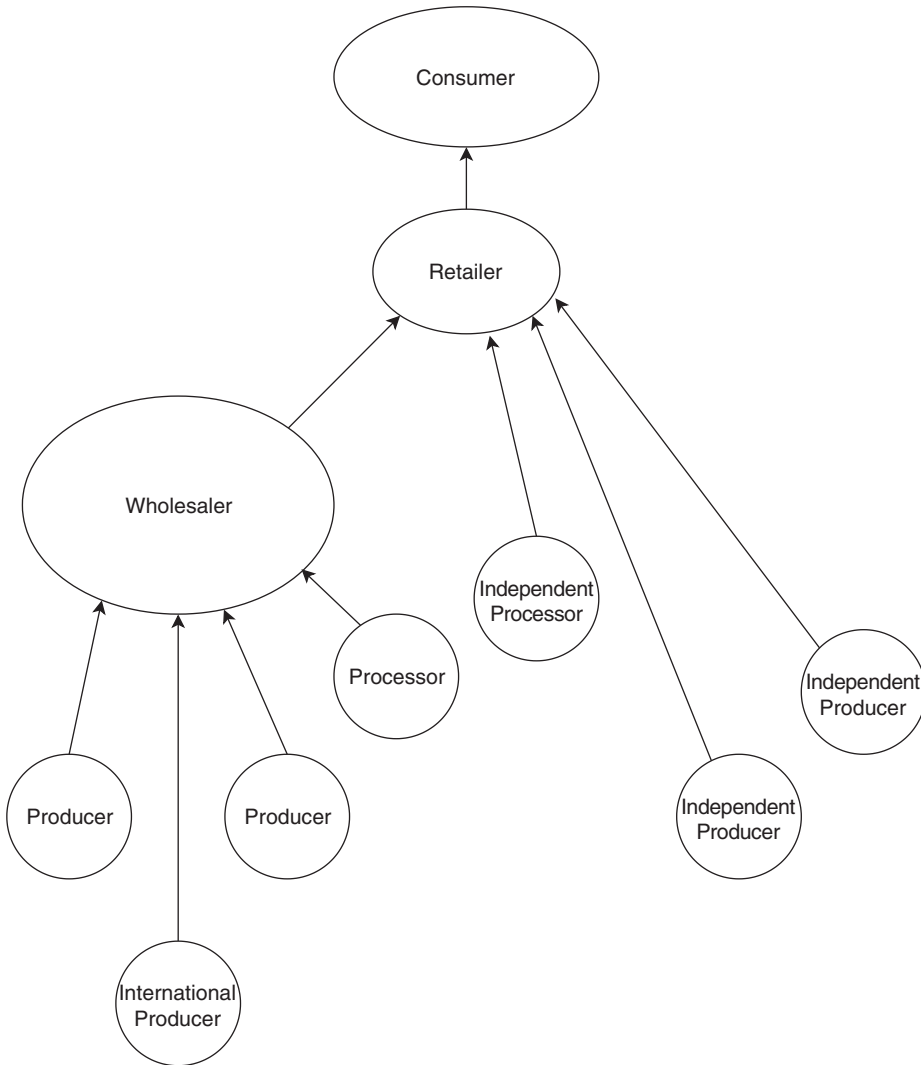 Consumer
Retailer
Wholesaler
Independent
Processor
Processor
Independent
Producer
Producer
Producer
Independent
Producer
International
Producer